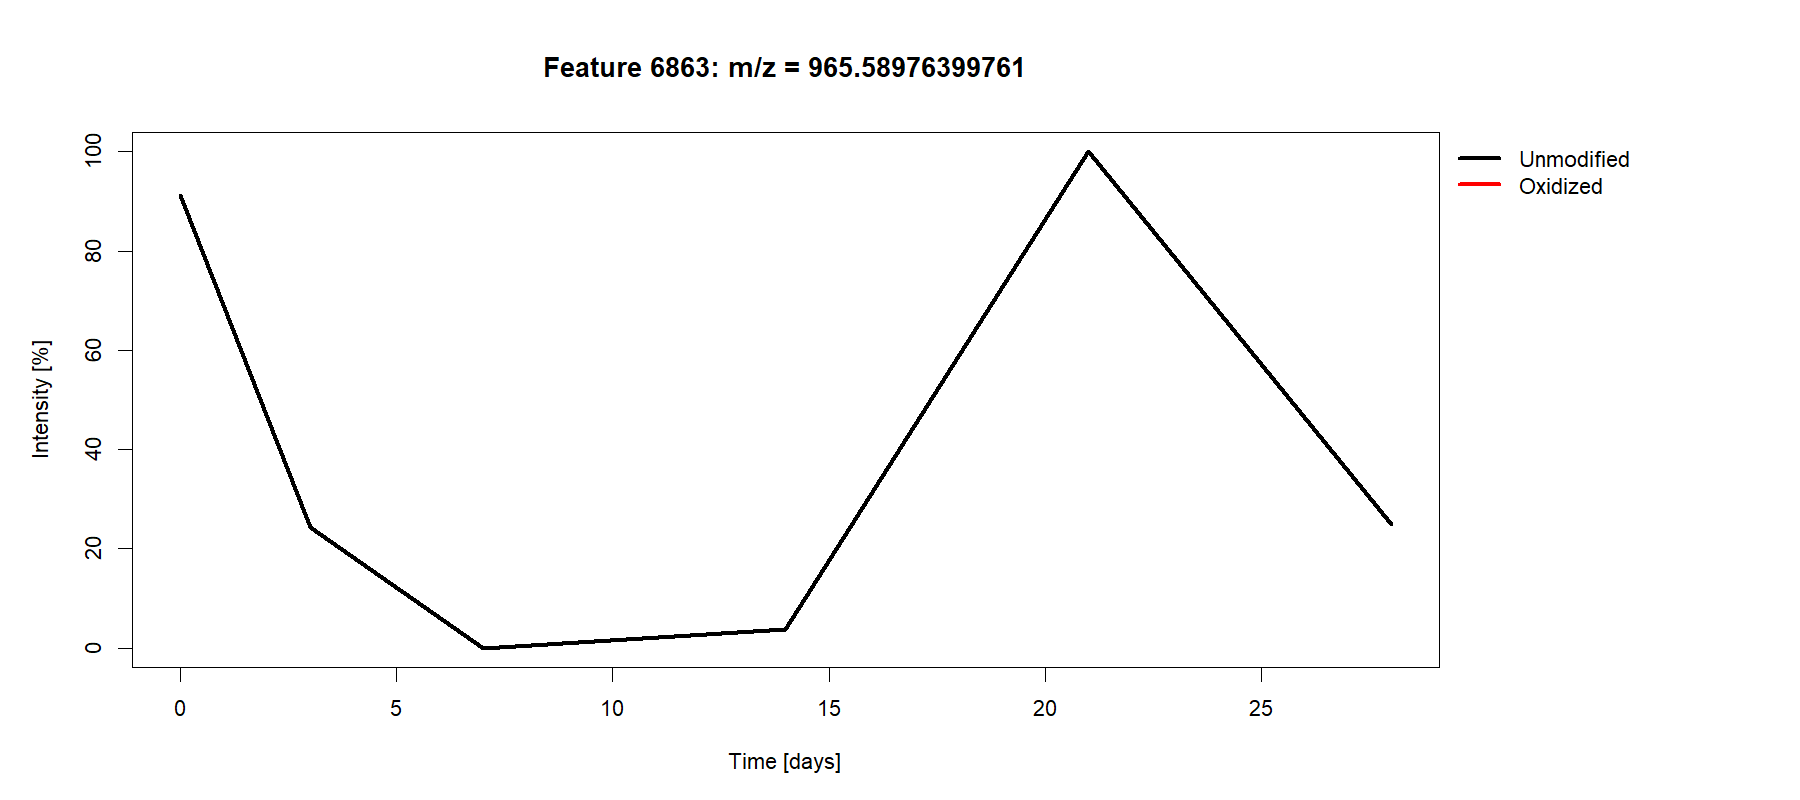 Feature 6863: m/z = 965.58976399761
Unmodified
Oxidized
Intensity [%]
100
80
60
40
20
0
0 5 10 15 20 25
Time [days]